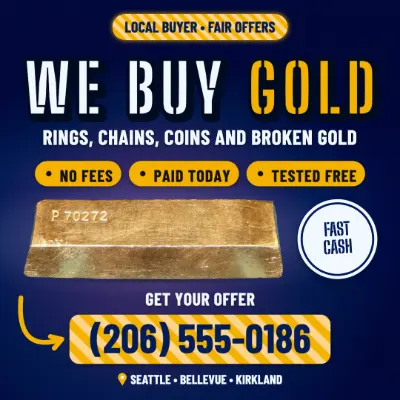 LOCAL BUYER • FAIR OFFERS
WE BUY GOLD
RINGS, CHAINS, COINS AND BROKEN GOLD
• NO FEES
• PAID TODAY
• TESTED FREE
P 70272
FAST
CASH
GET YOUR OFFER
(206) 555-0186
SEATTLE • BELLEVUE • KIRKLAND